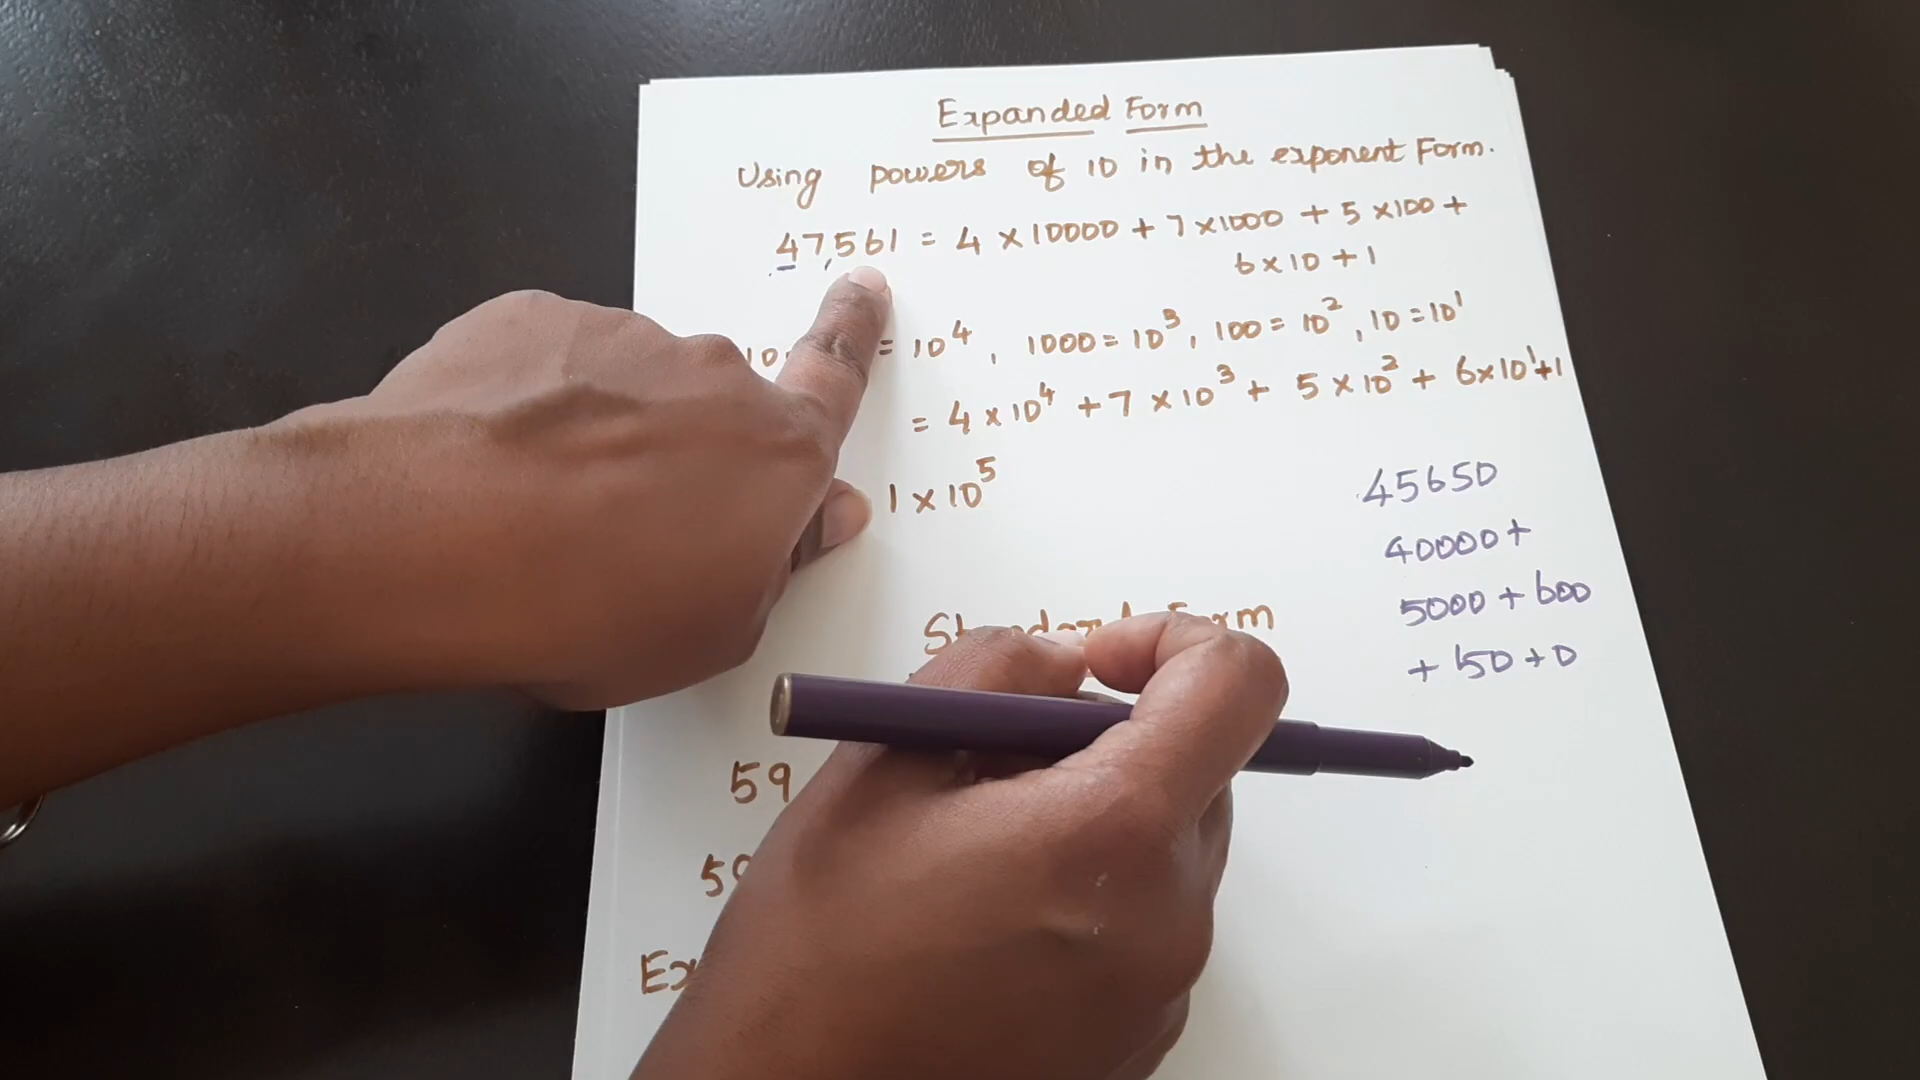 Expanded Form
Using powers of 10 in the exponent Form.
47,561 = 4 × 10000 + 7 × 1000 + 5 × 100 +
6 × 10 + 1
= 10⁴, 1000 = 10³, 100 = 10², 10 = 10¹
= 4 × 10⁴ + 7 × 10³ + 5 × 10² + 6 × 10¹ + 1
1 × 10⁵
45650
40000 +
5000 + 600
+ 50 + 0
Form
59